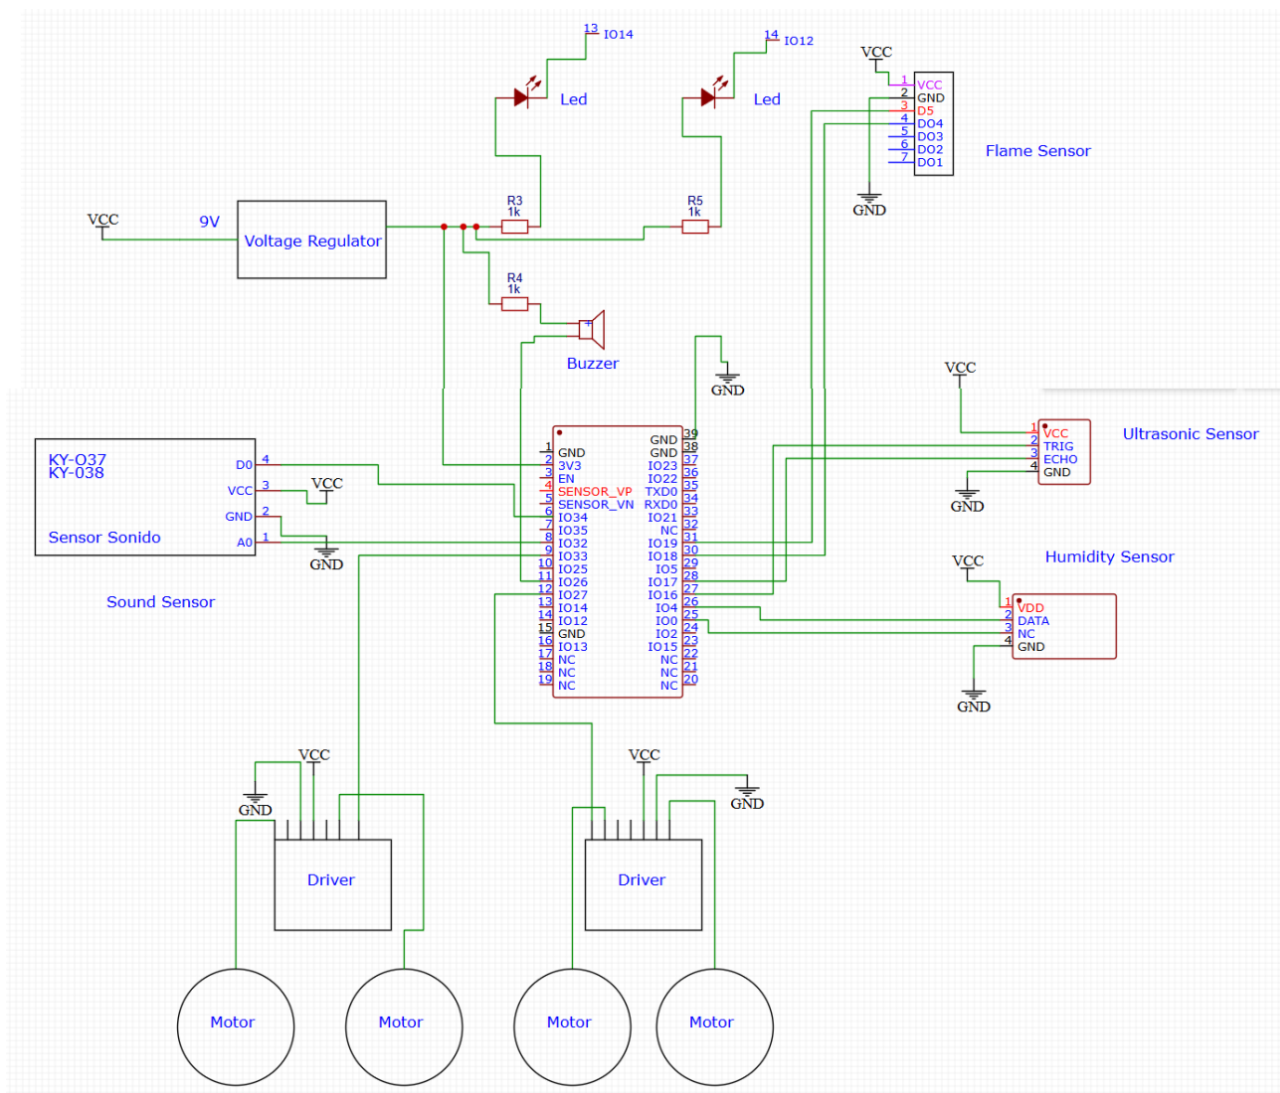 13 IO14
14 IO12
Led
Led
VCC
1 VCC
2 GND
3 D5
4 DO4
5 DO3
6 DO2
7 DO1
Flame Sensor
GND
VCC
9V
Voltage Regulator
R3
1k
R5
1k
R4
1k
+
Buzzer
GND
VCC
1 VCC
2 TRIG
3 ECHO
4 GND
Ultrasonic Sensor
GND
KY-O37
KY-038
Sensor Sonido
D0 4
VCC 3
GND 2
A0 1
VCC
GND
Sound Sensor
1 GND
2 3V3
3 EN
4 SENSOR_VP
5 SENSOR_VN
6 IO34
7 IO35
8 IO32
9 IO33
10 IO25
11 IO26
12 IO27
13 IO14
14 IO12
15 GND
16 IO13
17 NC
18 NC
19 NC
GND 39
GND 38
IO23 37
IO22 36
TXD0 35
RXD0 34
IO21 33
NC 32
IO19 31
IO18 30
IO5 29
IO17 28
IO16 27
IO4 26
IO0 25
IO2 24
IO15 23
NC 22
NC 21
NC 20
Humidity Sensor
VCC
1 VDD
2 DATA
3 NC
4 GND
GND
VCC
GND
Driver
VCC
GND
Driver
Motor
Motor
Motor
Motor